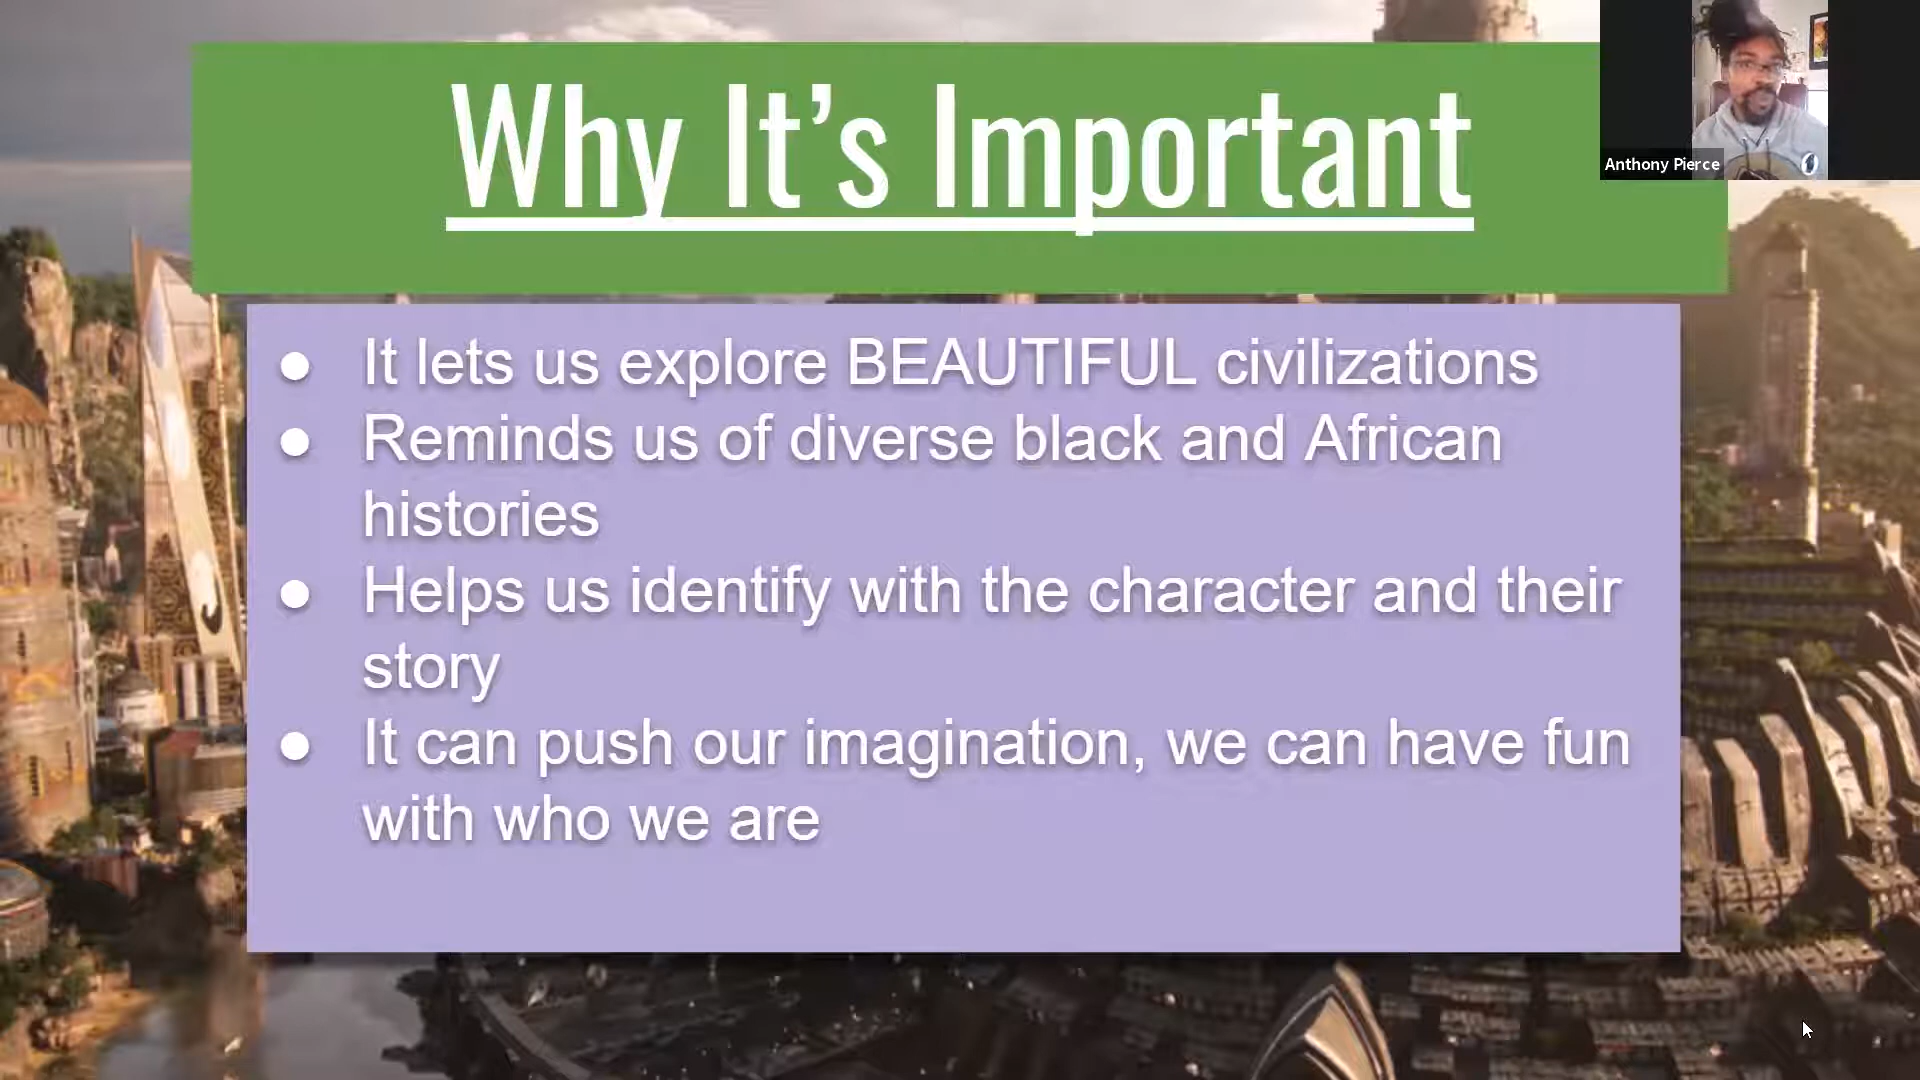 Why It’s Important
Anthony Pierce
● It lets us explore BEAUTIFUL civilizations
● Reminds us of diverse black and African
histories
● Helps us identify with the character and their
story
● It can push our imagination, we can have fun
with who we are